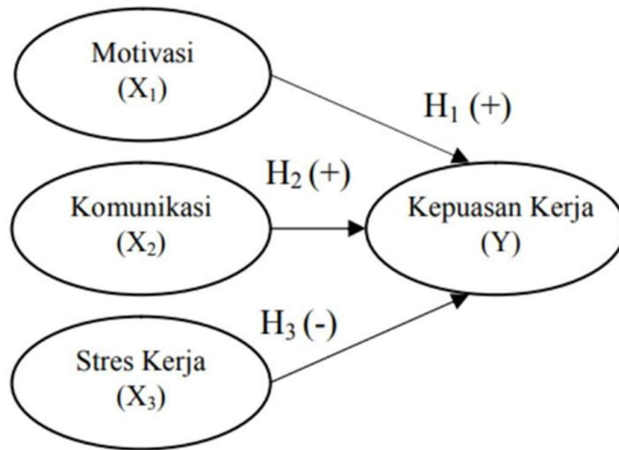 Motivasi
(X₁)
H₁ (+)
H₂ (+)
Komunikasi
(X₂)
Kepuasan Kerja
(Y)
H₃ (-)
Stres Kerja
(X₃)